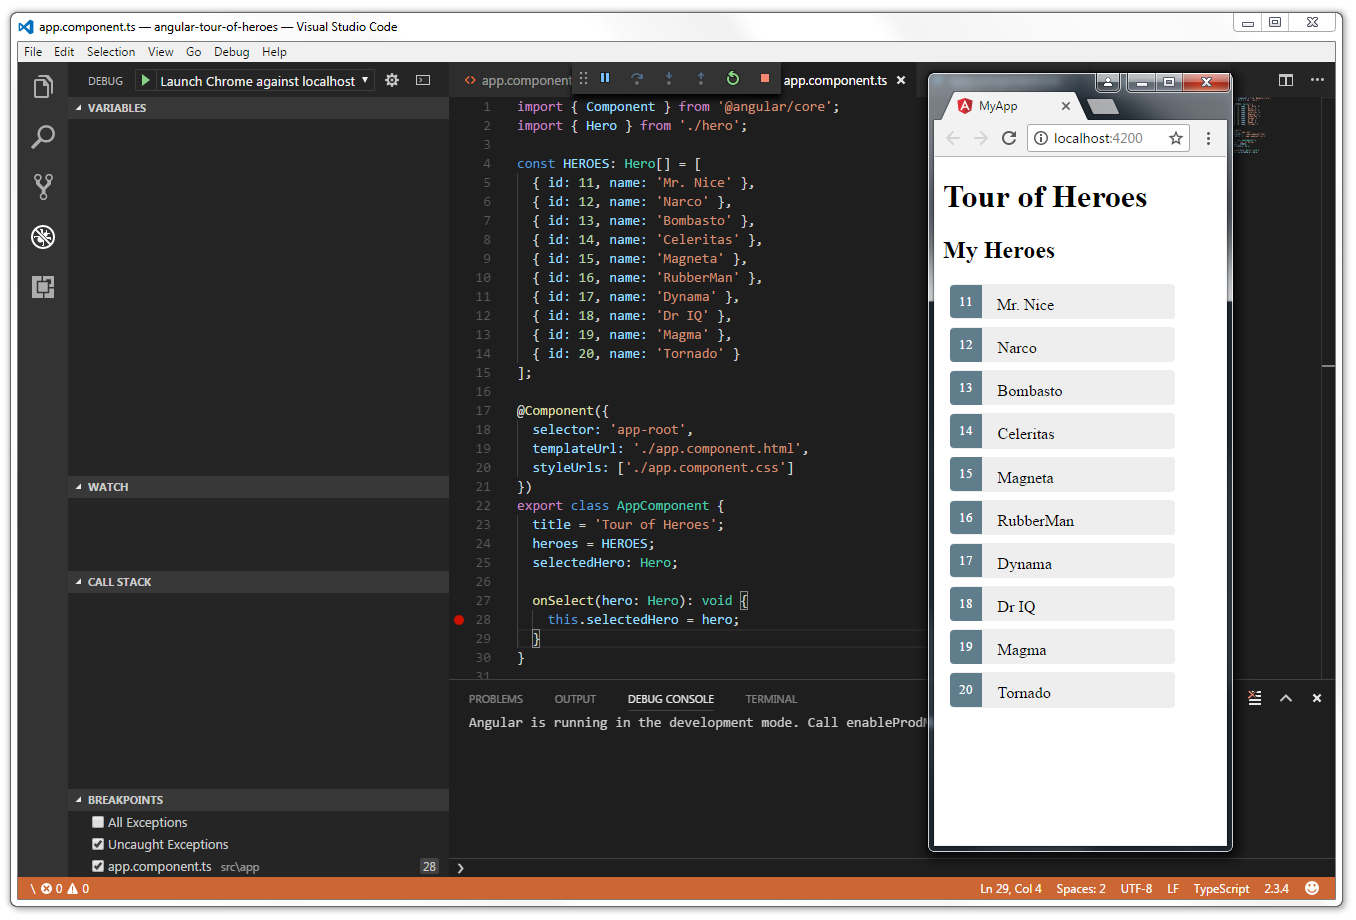 app.component.ts — angular-tour-of-heroes — Visual Studio Code
File Edit Selection View Go Debug Help
DEBUG Launch Chrome against localhost
VARIABLES
WATCH
CALL STACK
BREAKPOINTS
All Exceptions
Uncaught Exceptions
app.component.ts src\app 28
app.component
app.component.ts
1 import { Component } from '@angular/core';
2 import { Hero } from './hero';
3
4 const HEROES: Hero[] = [
5 { id: 11, name: 'Mr. Nice' },
6 { id: 12, name: 'Narco' },
7 { id: 13, name: 'Bombasto' },
8 { id: 14, name: 'Celeritas' },
9 { id: 15, name: 'Magneta' },
10 { id: 16, name: 'RubberMan' },
11 { id: 17, name: 'Dynama' },
12 { id: 18, name: 'Dr IQ' },
13 { id: 19, name: 'Magma' },
14 { id: 20, name: 'Tornado' }
15 ];
16
17 @Component({
18 selector: 'app-root',
19 templateUrl: './app.component.html',
20 styleUrls: ['./app.component.css']
21 })
22 export class AppComponent {
23 title = 'Tour of Heroes';
24 heroes = HEROES;
25 selectedHero: Hero;
26
27 onSelect(hero: Hero): void {
28 this.selectedHero = hero;
29 }
30 }
31
PROBLEMS OUTPUT DEBUG CONSOLE TERMINAL
Angular is running in the development mode. Call enableProd
MyApp
localhost:4200
Tour of Heroes
My Heroes
11 Mr. Nice
12 Narco
13 Bombasto
14 Celeritas
15 Magneta
16 RubberMan
17 Dynama
18 Dr IQ
19 Magma
20 Tornado
\ 0 0
Ln 29, Col 4 Spaces: 2 UTF-8 LF TypeScript 2.3.4